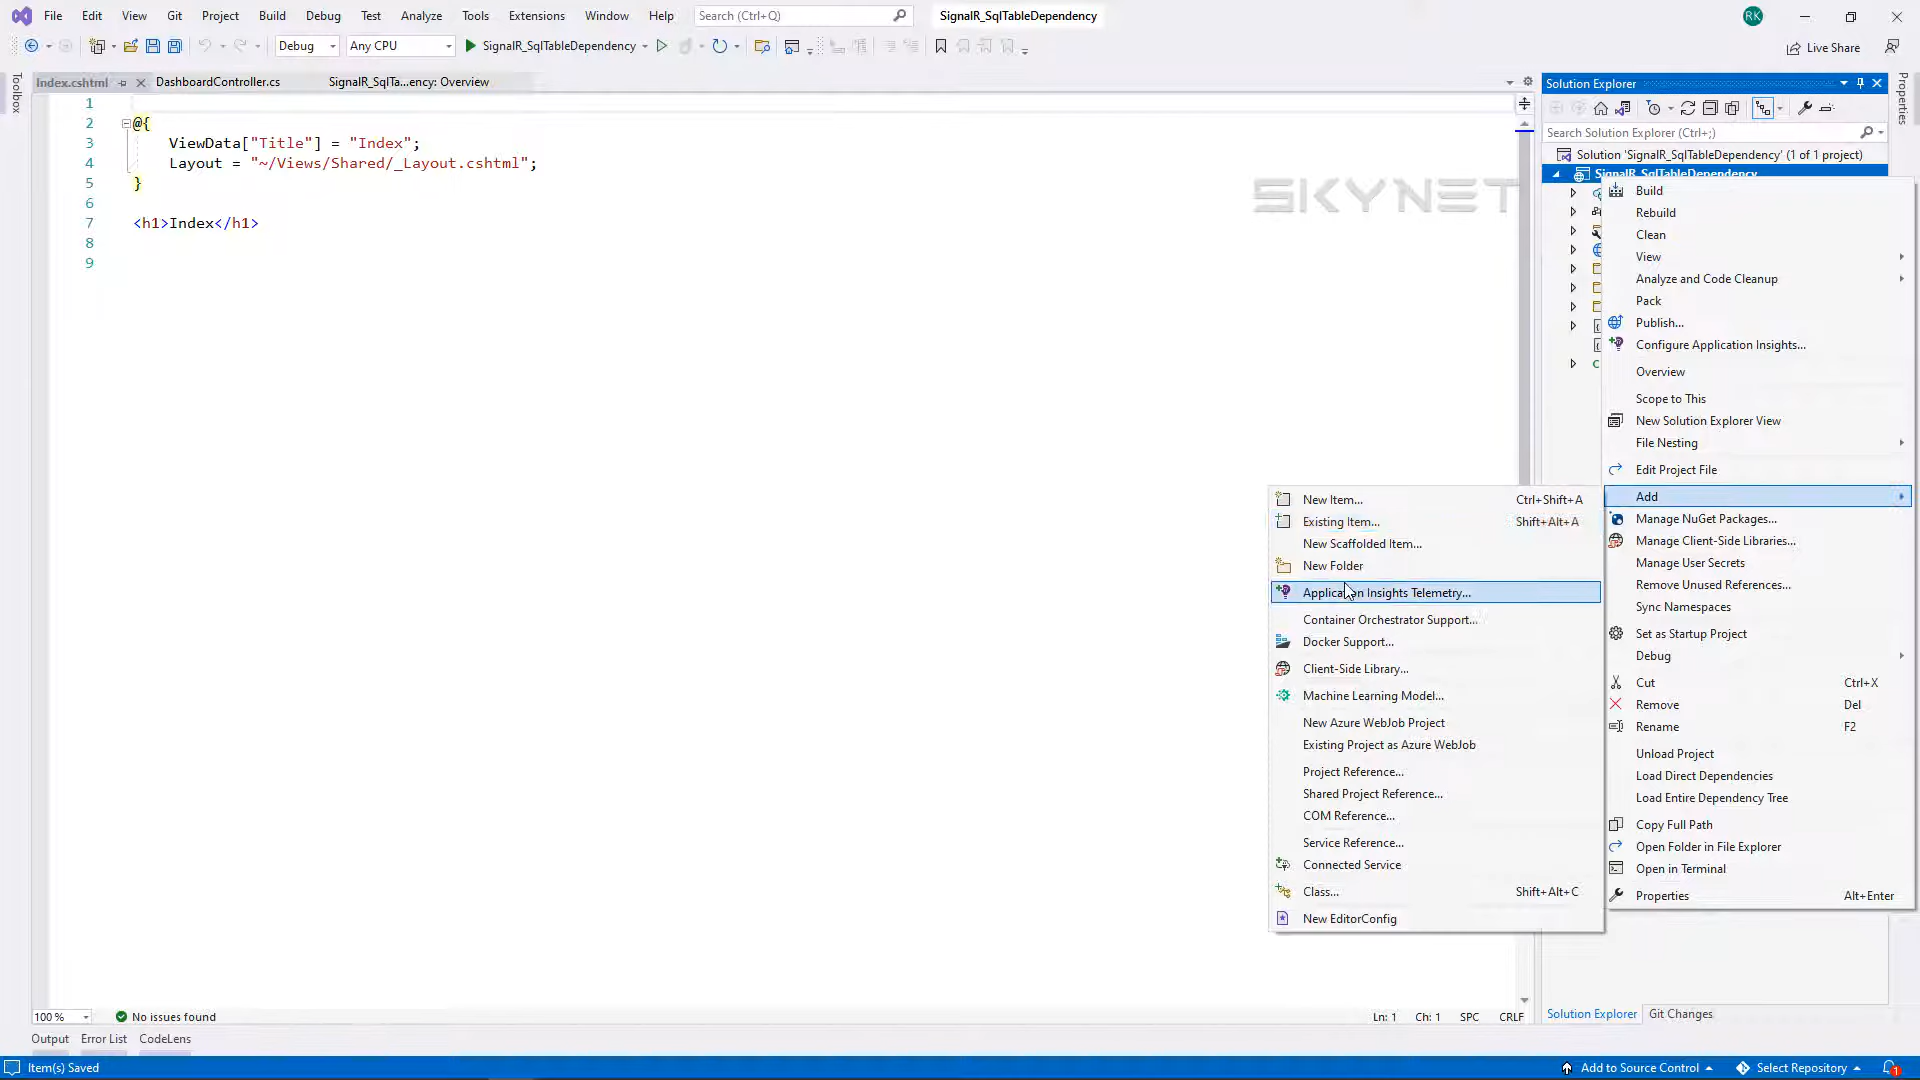 File Edit View Git Project Build Debug Test Analyze Tools Extensions Window Help Search (Ctrl+Q) SignalR_SqlTableDependency RK
Debug Any CPU SignalR_SqlTableDependency Live Share
Toolbox
Index.cshtml DashboardController.cs SignalR_SqlTa...ency: Overview
1
2 @{
3 ViewData["Title"] = "Index";
4 Layout = "~/Views/Shared/_Layout.cshtml";
5 }
6
7 <h1>Index</h1>
8
9
SKYNET
Solution Explorer
Properties
Search Solution Explorer (Ctrl+;)
Solution 'SignalR_SqlTableDependency' (1 of 1 project)
SignalR_SqlTableDependency
Build
Rebuild
Clean
View
Analyze and Code Cleanup
Pack
Publish...
Configure Application Insights...
Overview
Scope to This
New Solution Explorer View
File Nesting
Edit Project File
Add
Manage NuGet Packages...
Manage Client-Side Libraries...
Manage User Secrets
Remove Unused References...
Sync Namespaces
Set as Startup Project
Debug
Cut Ctrl+X
Remove Del
Rename F2
Unload Project
Load Direct Dependencies
Load Entire Dependency Tree
Copy Full Path
Open Folder in File Explorer
Open in Terminal
Properties Alt+Enter
New Item... Ctrl+Shift+A
Existing Item... Shift+Alt+A
New Scaffolded Item...
New Folder
Application Insights Telemetry...
Container Orchestrator Support...
Docker Support...
Client-Side Library...
Machine Learning Model...
New Azure WebJob Project
Existing Project as Azure WebJob
Project Reference...
Shared Project Reference...
COM Reference...
Service Reference...
Connected Service
Class... Shift+Alt+C
New EditorConfig
100 % No issues found Ln: 1 Ch: 1 SPC CRLF
Solution Explorer Git Changes
Output Error List CodeLens
Item(s) Saved Add to Source Control Select Repository 1